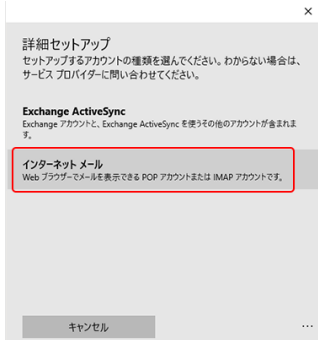 詳細セットアップ
セットアップするアカウントの種類を選んでください。わからない場合は、
サービス プロバイダーに問い合わせてください。
Exchange ActiveSync
Exchange アカウントと、Exchange ActiveSync を使うその他のアカウントが含まれま
す。
インターネット メール
Web ブラウザーでメールを表示できる POP アカウントまたは IMAP アカウントです。
キャンセル